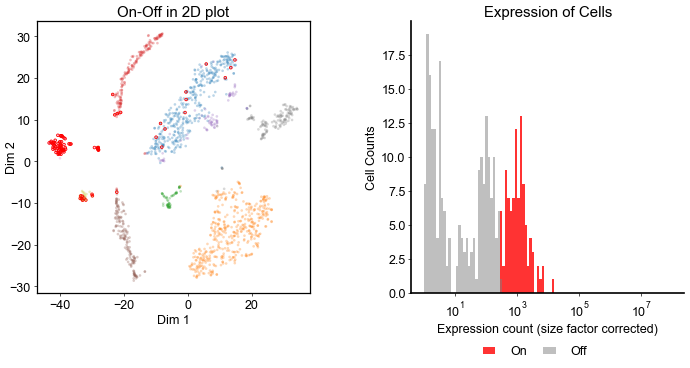 On-Off in 2D plot
30
20
10
0
−10
−20
−30
Dim 2
−40
−20
0
20
Dim 1
Expression of Cells
17.5
15.0
12.5
10.0
7.5
5.0
2.5
0.0
Cell Counts
10^1
10^3
10^5
10^7
Expression count (size factor corrected)
On
Off